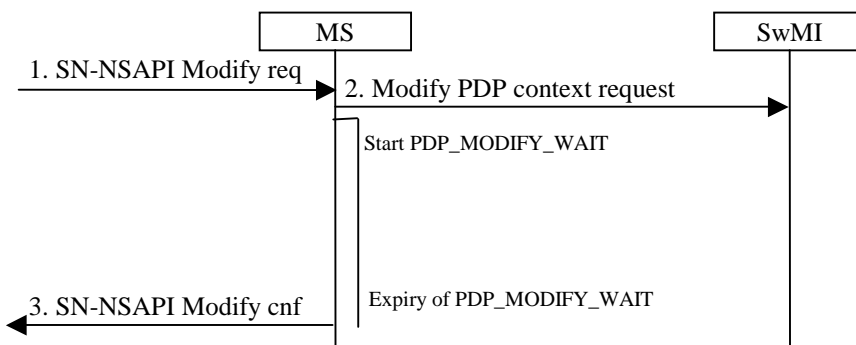 MS
SwMI
1. SN-NSAPI Modify req
2. Modify PDP context request
Start PDP_MODIFY_WAIT
Expiry of PDP_MODIFY_WAIT
3. SN-NSAPI Modify cnf